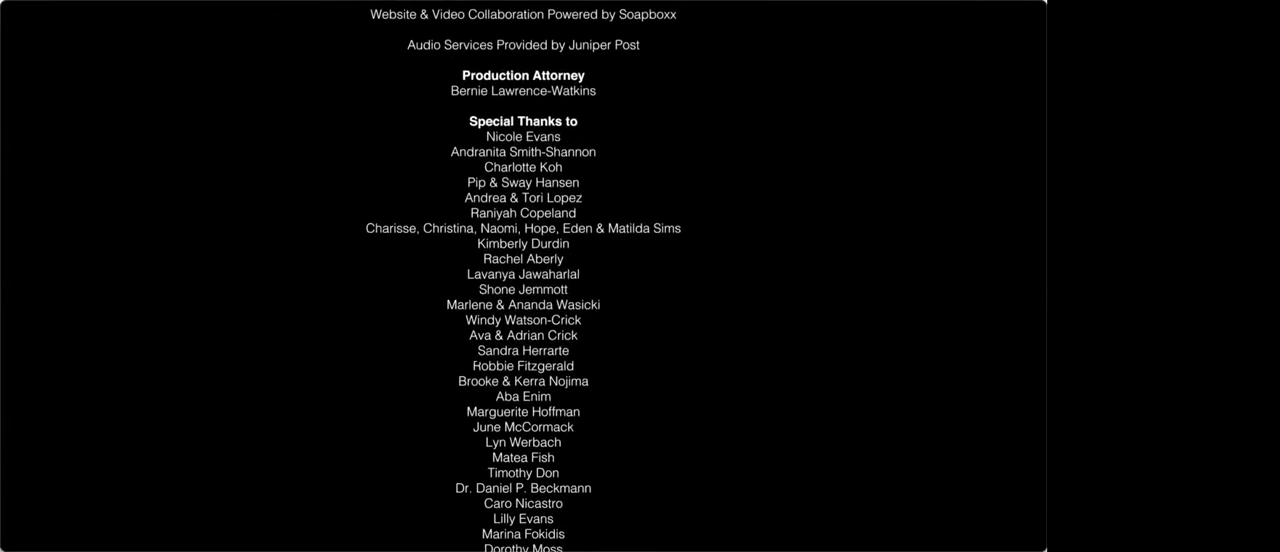 Website & Video Collaboration Powered by Soapboxx
Audio Services Provided by Juniper Post
Production Attorney
Bernie Lawrence-Watkins
Special Thanks to
Nicole Evans
Andranita Smith-Shannon
Charlotte Koh
Pip & Sway Hansen
Andrea & Tori Lopez
Raniyah Copeland
Charisse, Christina, Naomi, Hope, Eden & Matilda Sims
Kimberly Durdin
Rachel Aberly
Lavanya Jawaharlal
Shone Jemmott
Marlene & Ananda Wasicki
Windy Watson-Crick
Ava & Adrian Crick
Sandra Herrarte
Robbie Fitzgerald
Brooke & Kerra Nojima
Aba Enim
Marguerite Hoffman
June McCormack
Lyn Werbach
Matea Fish
Timothy Don
Dr. Daniel P. Beckmann
Caro Nicastro
Lilly Evans
Marina Fokidis
Dorothy Moss